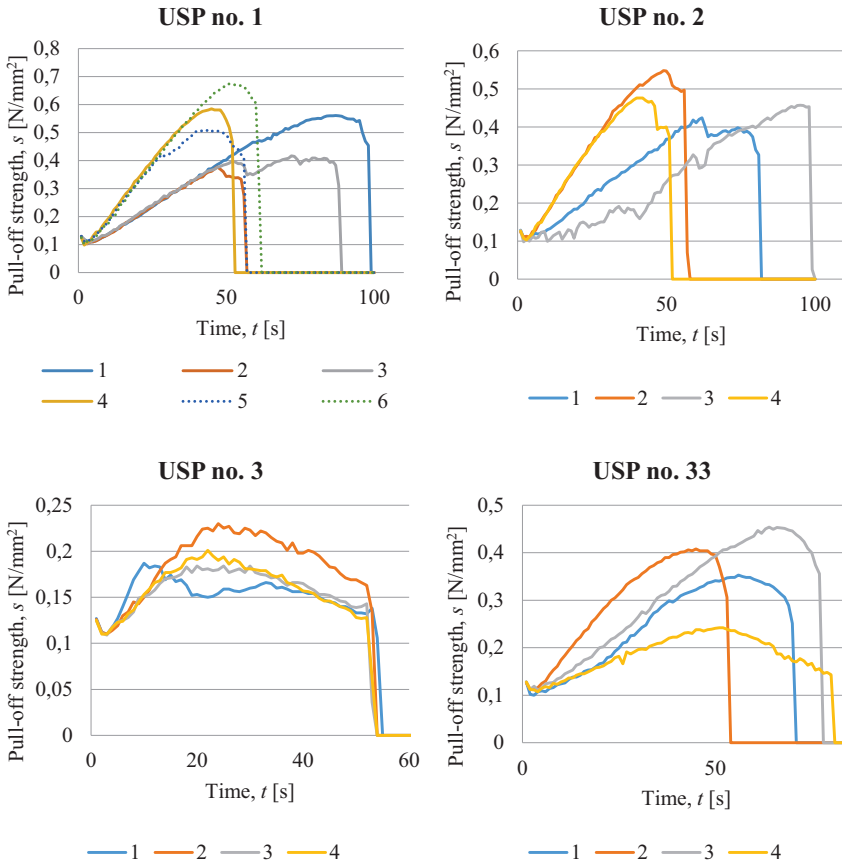 USP no. 1
0,8
0,7
0,6
0,5
0,4
0,3
0,2
0,1
0
0 50 100
Pull-off strength, s [N/mm²]
Time, t [s]
1 2 3
4 5 6
USP no. 2
0,6
0,5
0,4
0,3
0,2
0,1
0
0 50 100
Pull-off strength, s [N/mm²]
Time, t [s]
1 2 3 4
USP no. 3
0,25
0,2
0,15
0,1
0,05
0
0 20 40 60
Pull-off strength, s [N/mm²]
Time, t [s]
1 2 3 4
USP no. 33
0,5
0,4
0,3
0,2
0,1
0
0 50
Pull-off strength, s [N/mm²]
Time, t [s]
1 2 3 4